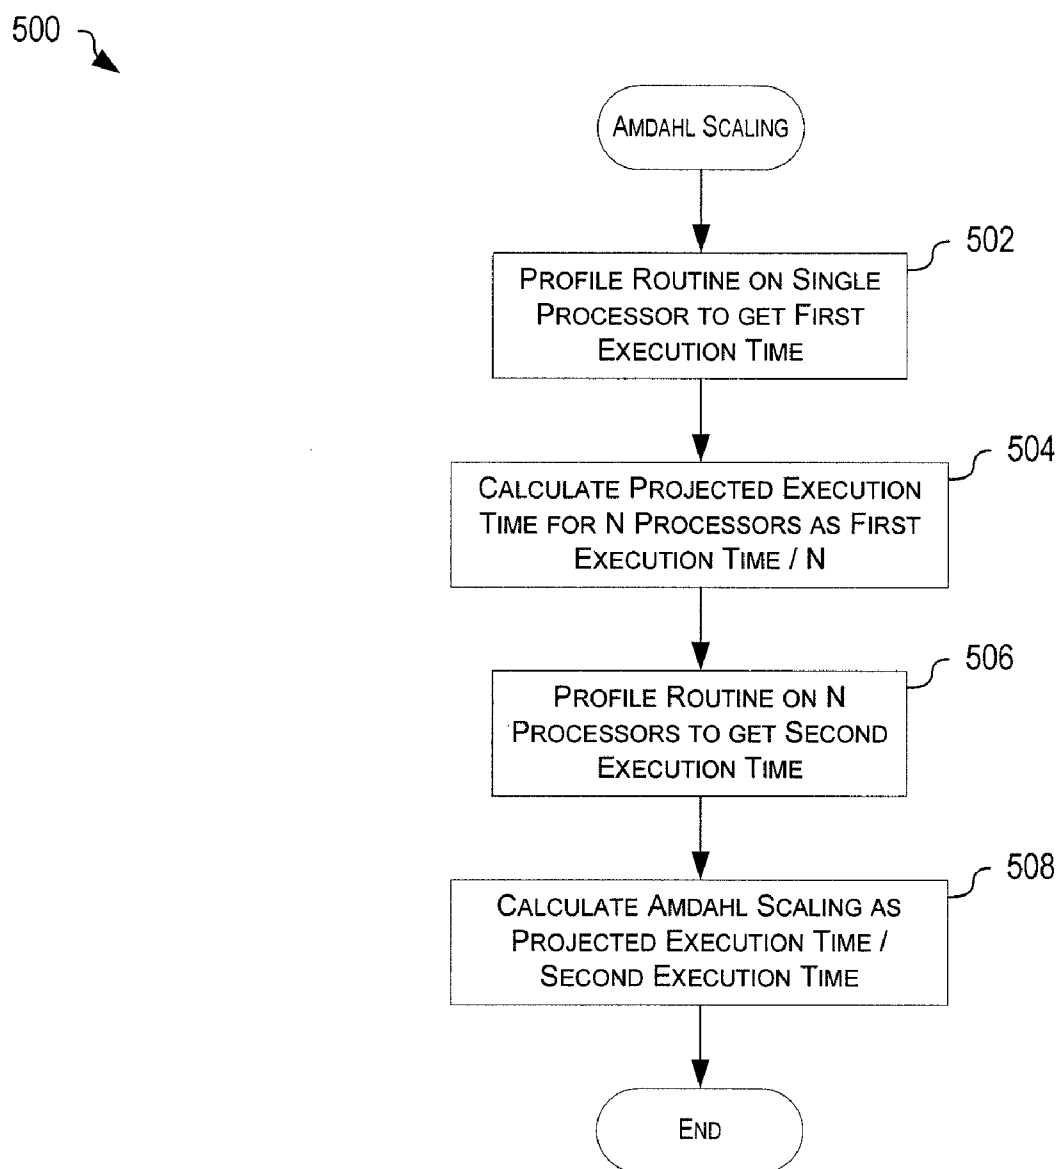 500
AMDAHL SCALING
502
PROFILE ROUTINE ON SINGLE
PROCESSOR TO GET FIRST
EXECUTION TIME
504
CALCULATE PROJECTED EXECUTION
TIME FOR N PROCESSORS AS FIRST
EXECUTION TIME / N
506
PROFILE ROUTINE ON N
PROCESSORS TO GET SECOND
EXECUTION TIME
508
CALCULATE AMDAHL SCALING AS
PROJECTED EXECUTION TIME /
SECOND EXECUTION TIME
END